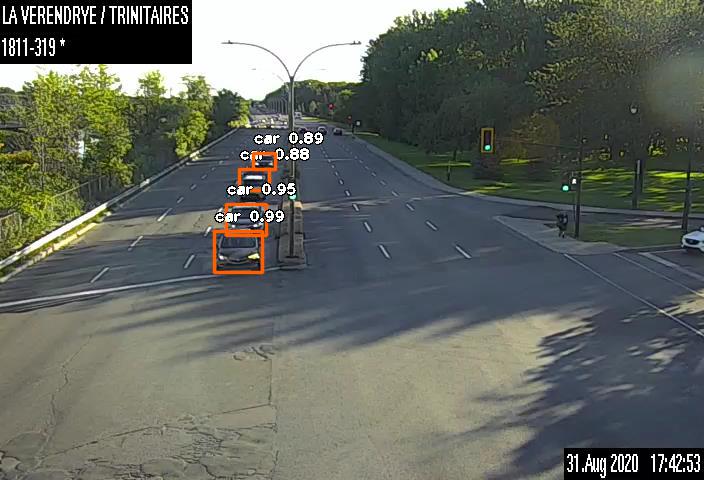 LA VERENDRYE / TRINITAIRES
1811-319 *
car 0.89
car 0.88
car 0.95
car 0.99
31.Aug 2020 17:42:53